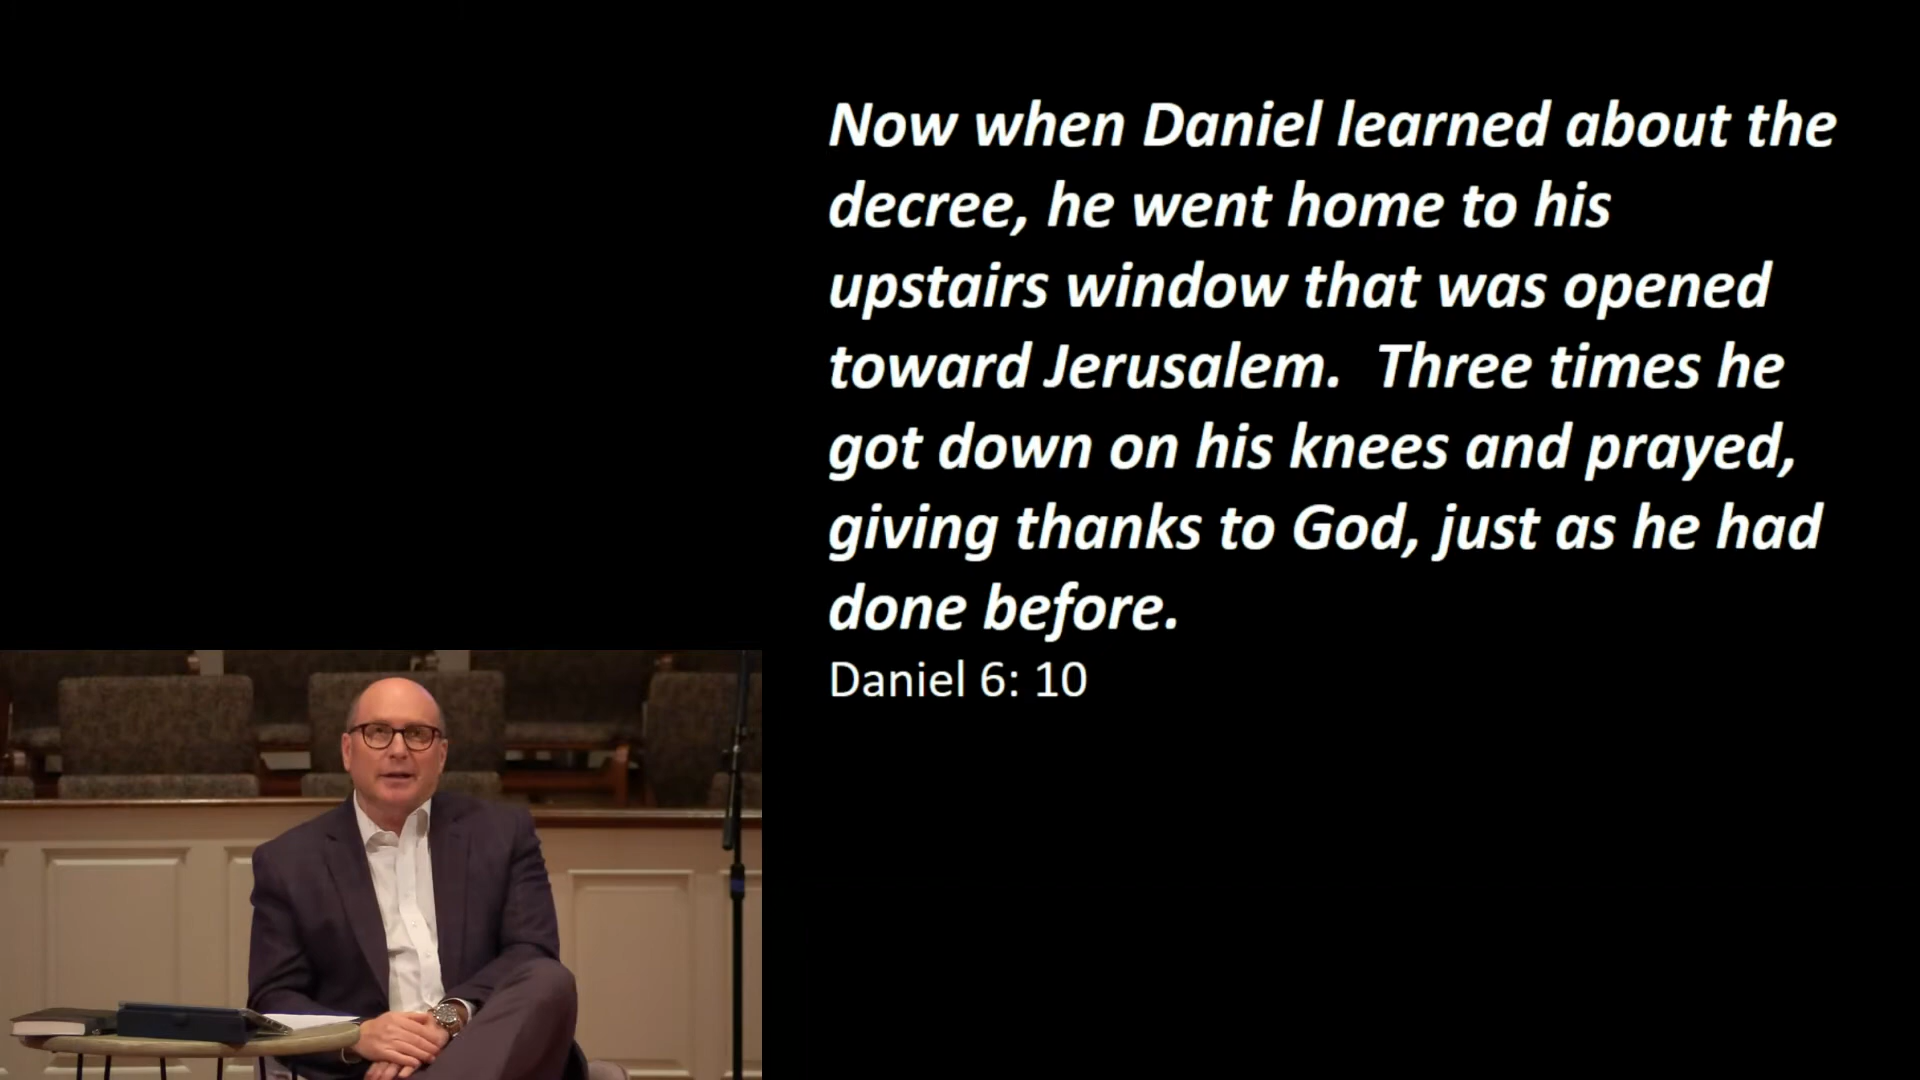 Now when Daniel learned about the
decree, he went home to his
upstairs window that was opened
toward Jerusalem.  Three times he
got down on his knees and prayed,
giving thanks to God, just as he had
done before.
Daniel 6: 10